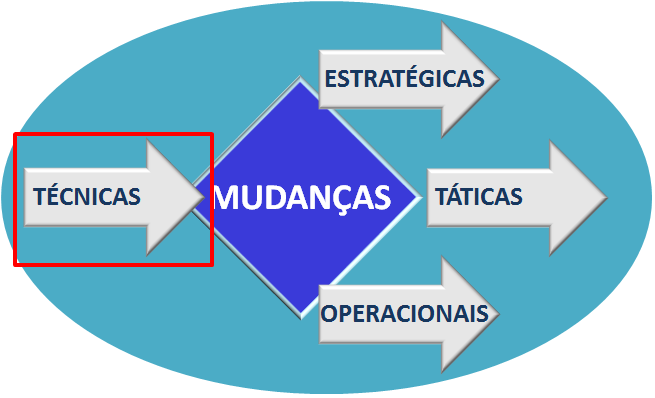 ESTRATÉGICAS
TÉCNICAS
MUDANÇAS
TÁTICAS
OPERACIONAIS